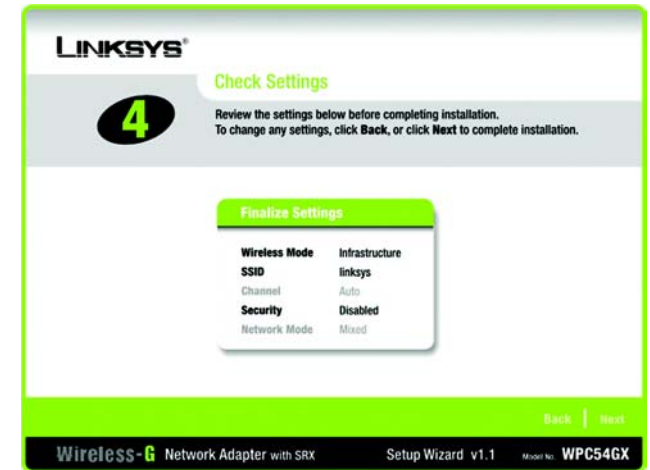 LINKSYS®
Check Settings
4
Review the settings below before completing installation.
To change any settings, click Back, or click Next to complete installation.
Finalize Settings
Wireless Mode Infrastructure
SSID linksys
Channel Auto
Security Disabled
Network Mode Mixed
Back | Next
Wireless-G Network Adapter with SRX Setup Wizard v1.1 Model No. WPC54GX